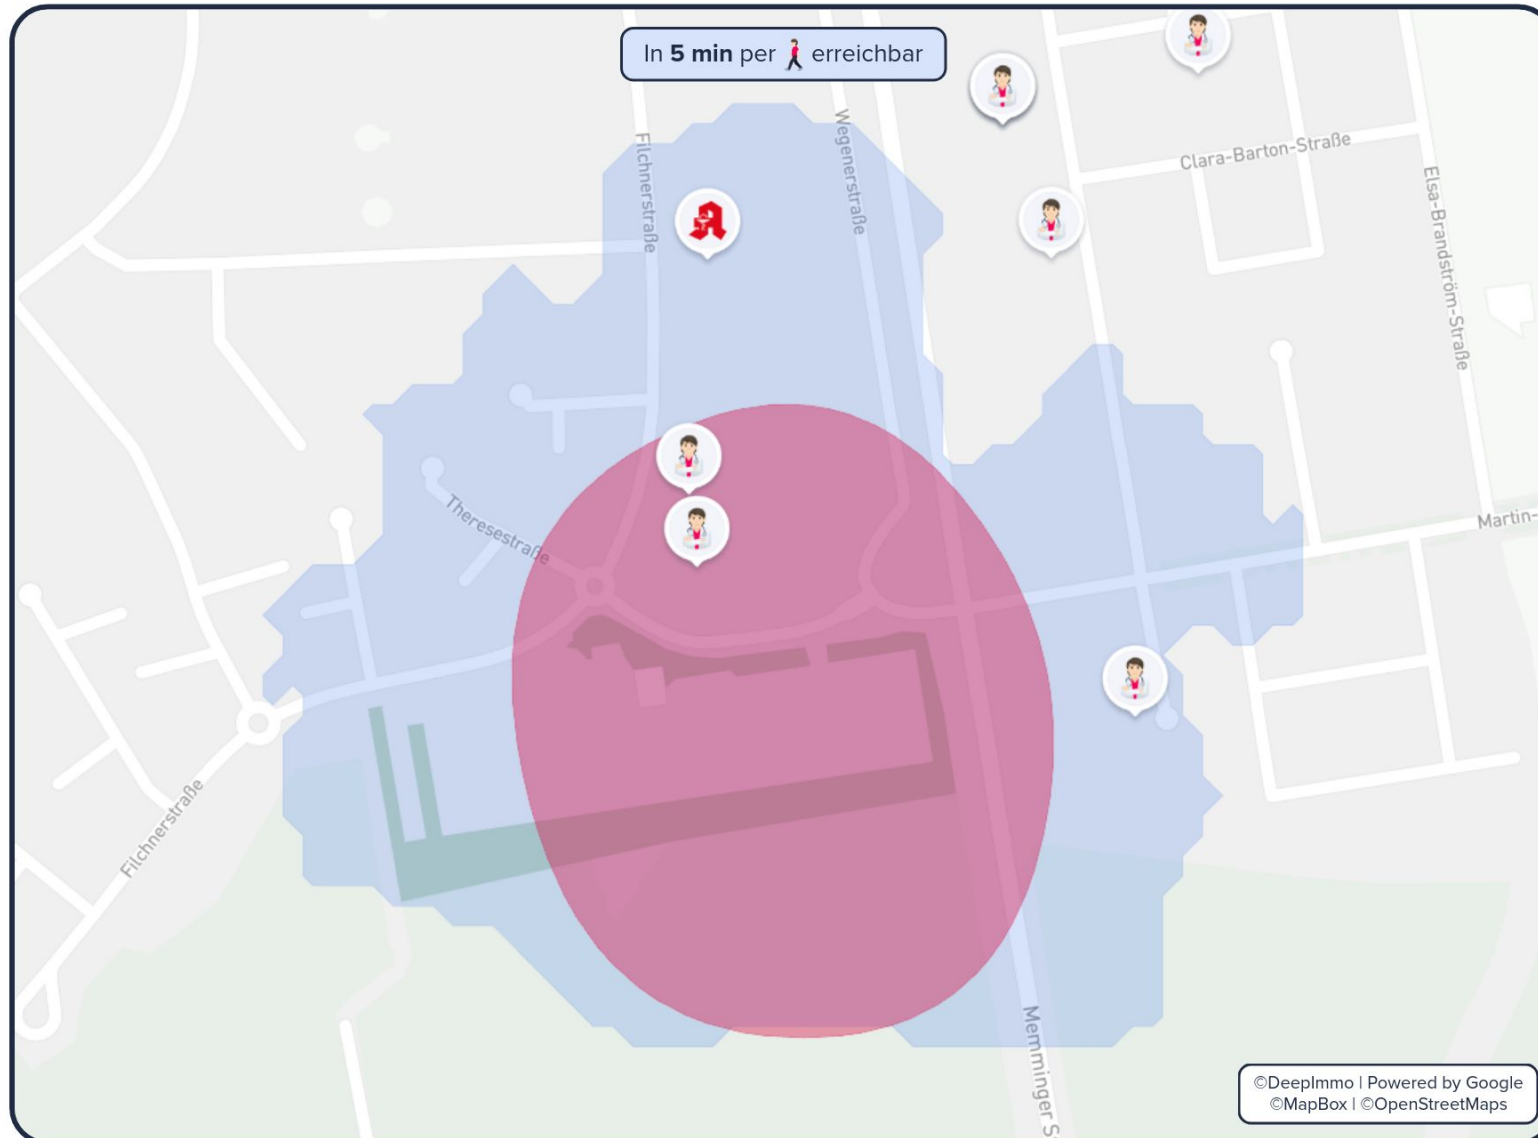 In 5 min per erreichbar
Filchnerstraße
Wegenerstraße
Clara-Barton-Straße
Elsa-Brandström-Straße
Theresestraße
Martin-
Filchnerstraße
Memminger S
©DeepImmo | Powered by Google
©MapBox | ©OpenStreetMaps